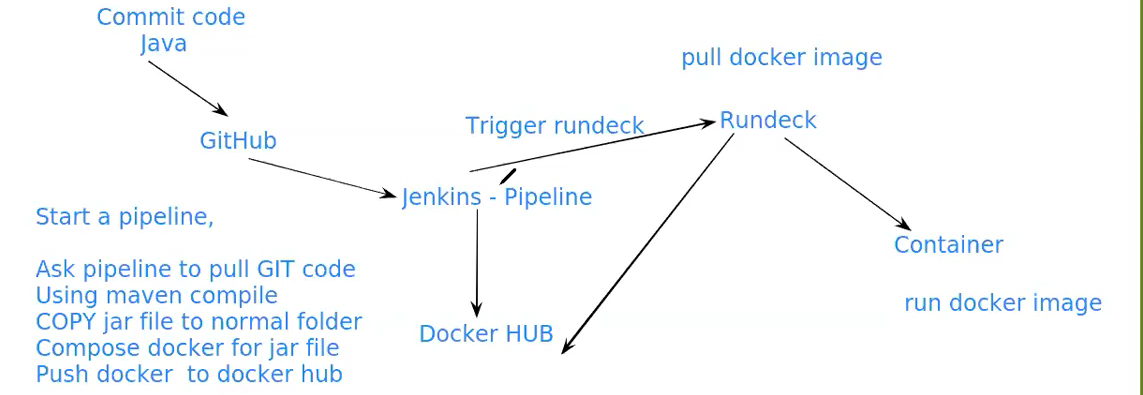 Commit code
Java
pull docker image
Trigger rundeck
Rundeck
GitHub
Jenkins - Pipeline
Start a pipeline,
Container
Ask pipeline to pull GIT code
Using maven compile
run docker image
COPY jar file to normal folder
Docker HUB
Compose docker for jar file
Push docker  to docker hub